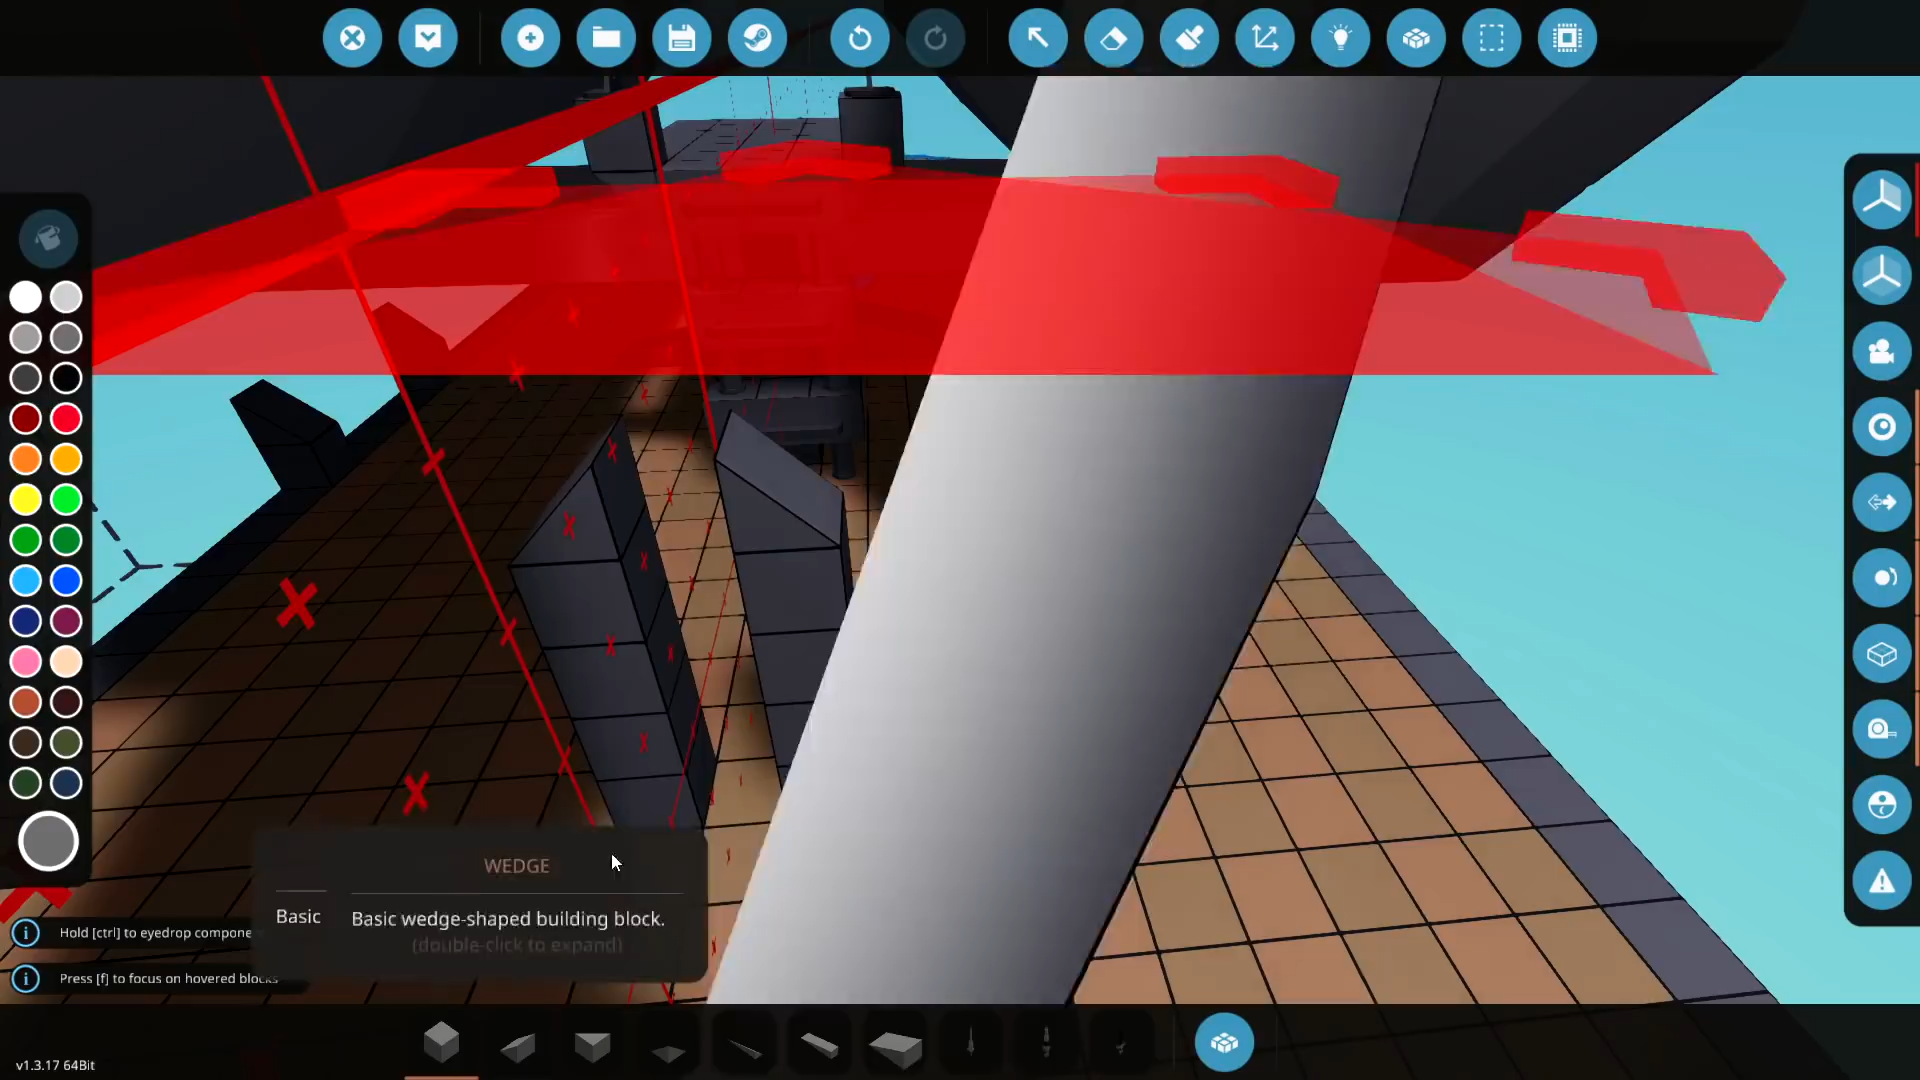 WEDGE
Basic
Basic wedge-shaped building block.
(double-click to expand)
Hold [ctrl] to eyedrop compone
Press [f] to focus on hovered blocks
v1.3.17 64Bit